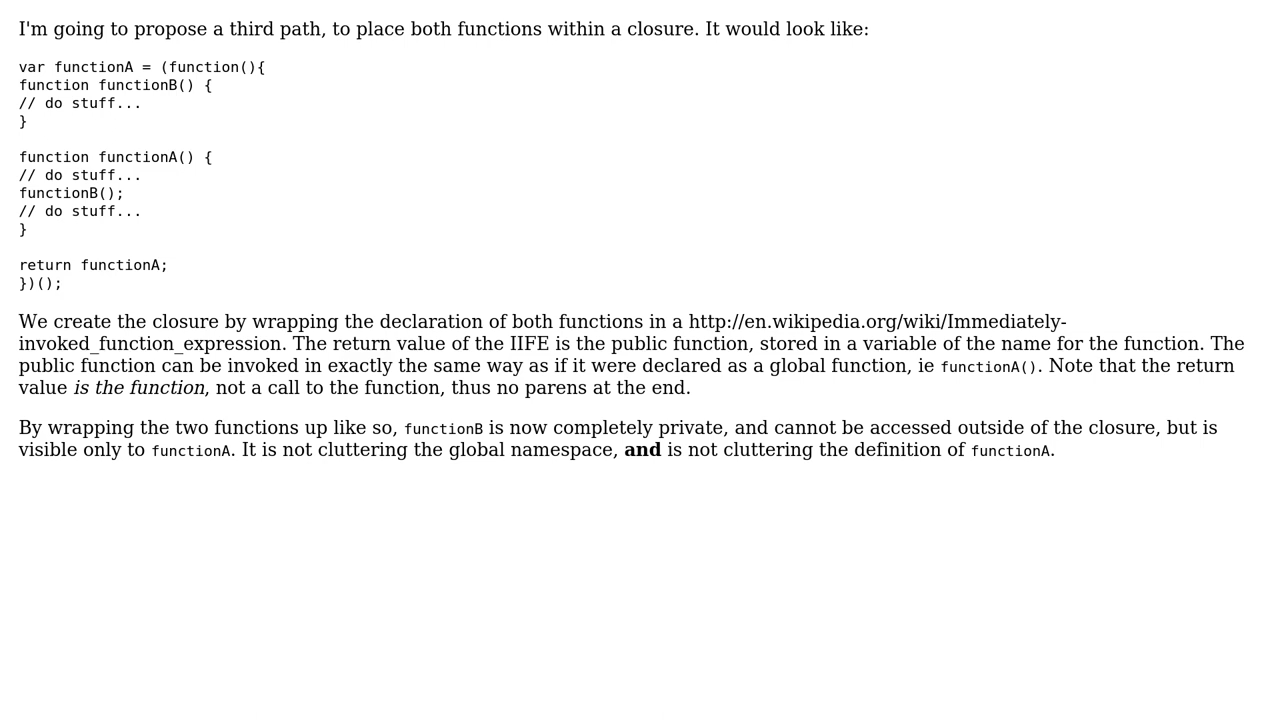 I'm going to propose a third path, to place both functions within a closure. It would look like:
var functionA = (function(){
function functionB() {
// do stuff...
}
function functionA() {
// do stuff...
functionB();
// do stuff...
}
return functionA;
})();
We create the closure by wrapping the declaration of both functions in a http://en.wikipedia.org/wiki/Immediately-
invoked_function_expression. The return value of the IIFE is the public function, stored in a variable of the name for the function. The
public function can be invoked in exactly the same way as if it were declared as a global function, ie functionA(). Note that the return
value is the function, not a call to the function, thus no parens at the end.
By wrapping the two functions up like so, functionB is now completely private, and cannot be accessed outside of the closure, but is
visible only to functionA. It is not cluttering the global namespace, and is not cluttering the definition of functionA.